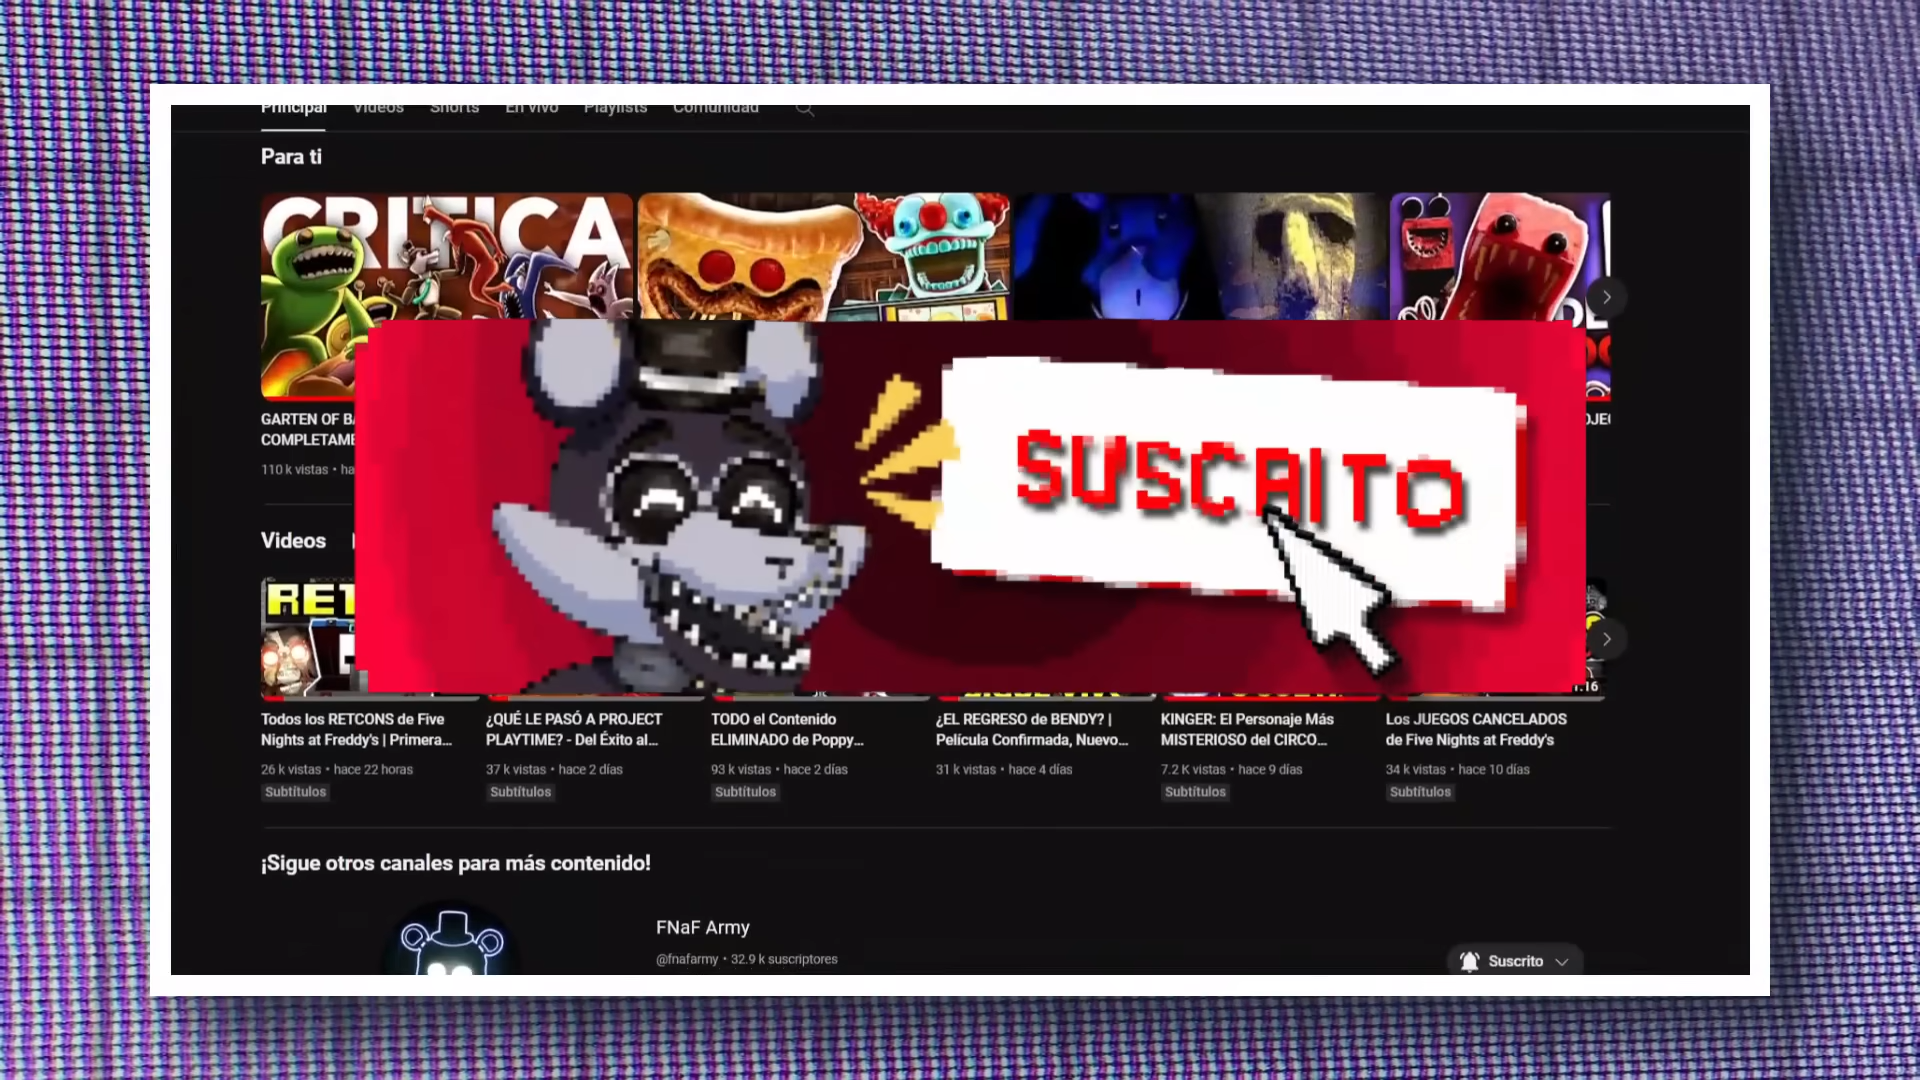 Principal Videos Shorts En vivo Playlists Comunidad
Para ti
CRITICA
GARTEN OF
COMPLETAME
110 k vistas • ha
SUSCRITO
Videos
RET
Todos los RETCONS de Five
Nights at Freddy's | Primera...
26 k vistas • hace 22 horas
Subtítulos
¿QUÉ LE PASÓ A PROJECT
PLAYTIME? - Del Éxito al...
37 k vistas • hace 2 días
Subtítulos
TODO el Contenido
ELIMINADO de Poppy...
93 k vistas • hace 2 días
Subtítulos
¿EL REGRESO de BENDY? |
Película Confirmada, Nuevo...
31 k vistas • hace 4 días
KINGER: El Personaje Más
MISTERIOSO del CIRCO...
7.2 K vistas • hace 9 días
Subtítulos
Los JUEGOS CANCELADOS
de Five Nights at Freddy's
34 k vistas • hace 10 días
Subtítulos
¡Sigue otros canales para más contenido!
FNaF Army
@fnafarmy • 32.9 k suscriptores
Suscrito